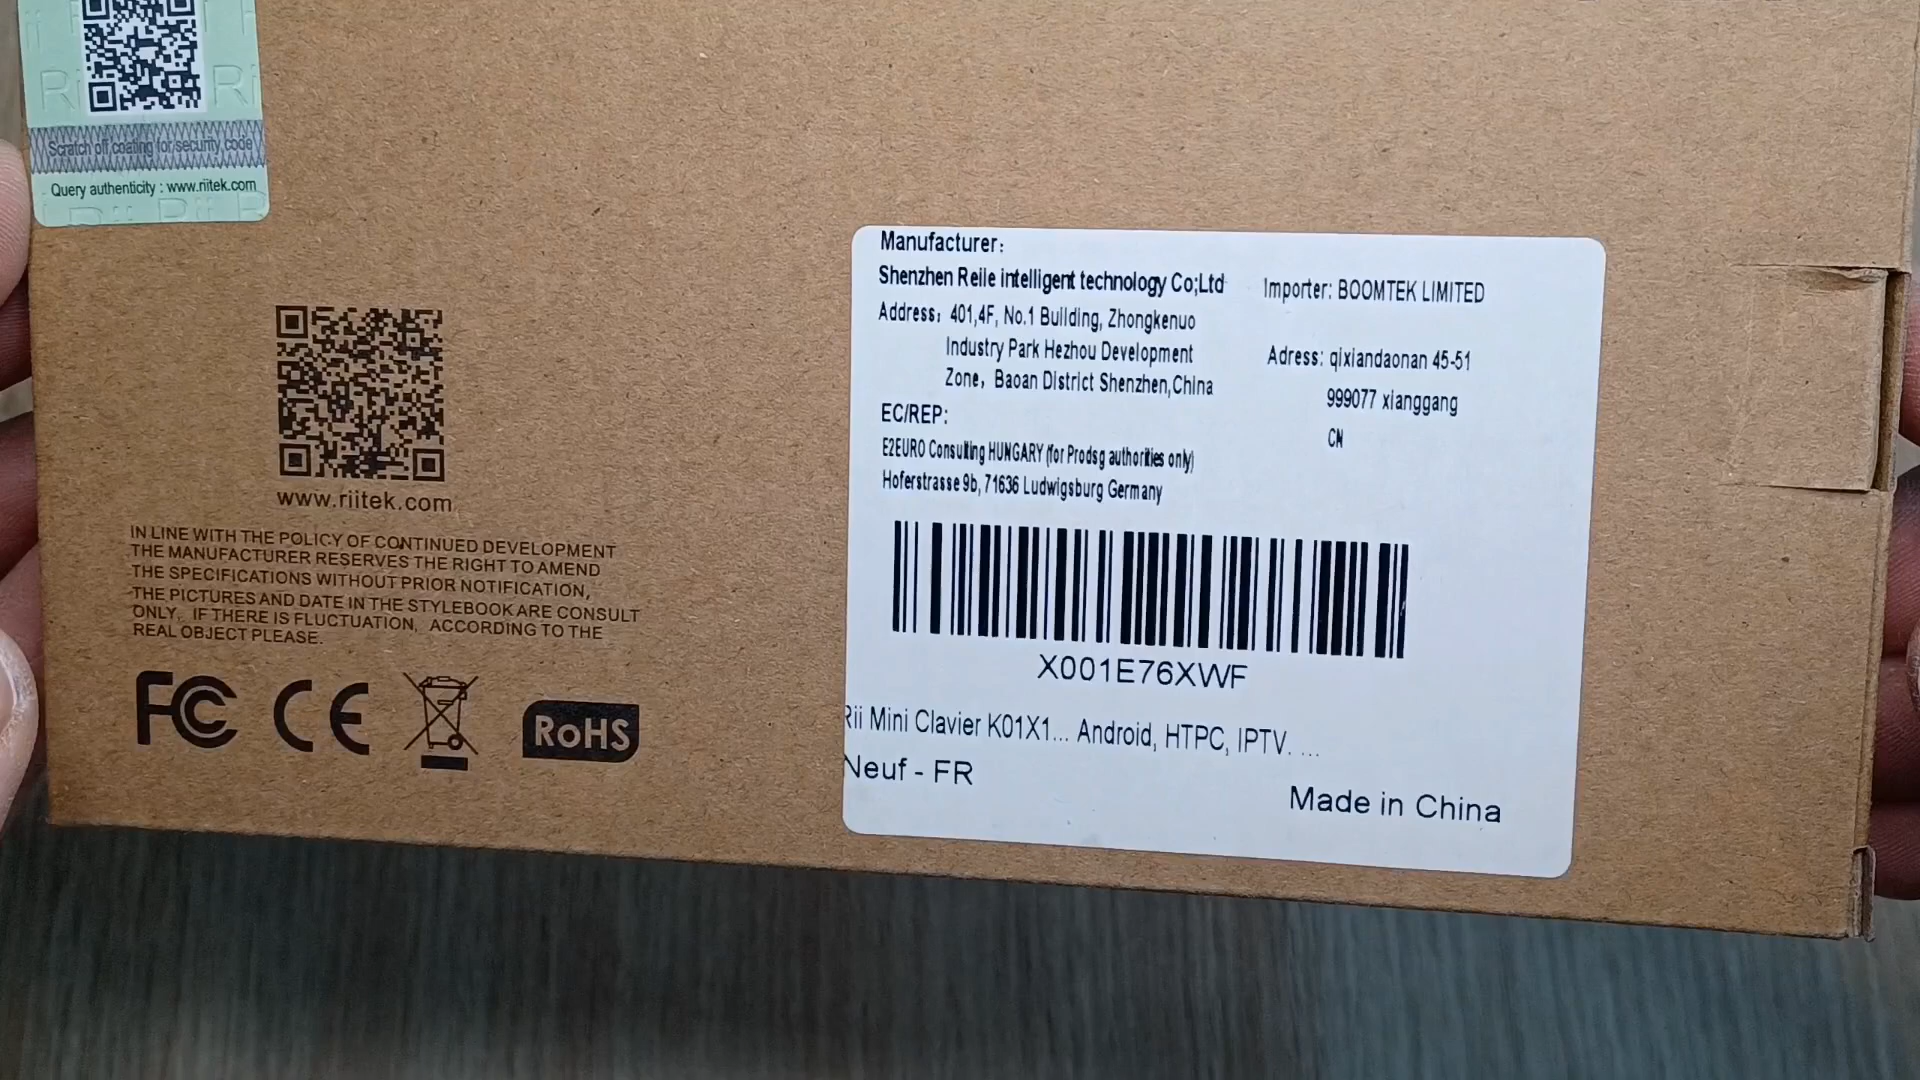 Ri Ri
Scratch off coating for security code
Query authenticity : www.riitek.com
www.riitek.com
IN LINE WITH THE POLICY OF CONTINUED DEVELOPMENT
THE MANUFACTURER RESERVES THE RIGHT TO AMEND
THE SPECIFICATIONS WITHOUT PRIOR NOTIFICATION,
THE PICTURES AND DATE IN THE STYLEBOOK ARE CONSULT
ONLY, IF THERE IS FLUCTUATION, ACCORDING TO THE
REAL OBJECT PLEASE.
FC CE RoHS
Manufacturer:
Shenzhen Reile intelligent technology Co;Ltd
Address: 401,4F, No.1 Building, Zhongkenuo
Industry Park Hezhou Development
Zone, Baoan District Shenzhen,China
EC/REP:
E2EURO Consulting HUNGARY (for Prodsg authorities only)
Hoferstrasse 9b, 71636 Ludwigsburg Germany
Importer: BOOMTEK LIMITED
Adress: qixiandaonan 45-51
999077 xianggang
CN
X001E76XWF
Rii Mini Clavier K01X1... Android, HTPC, IPTV. ...
Neuf - FR
Made in China